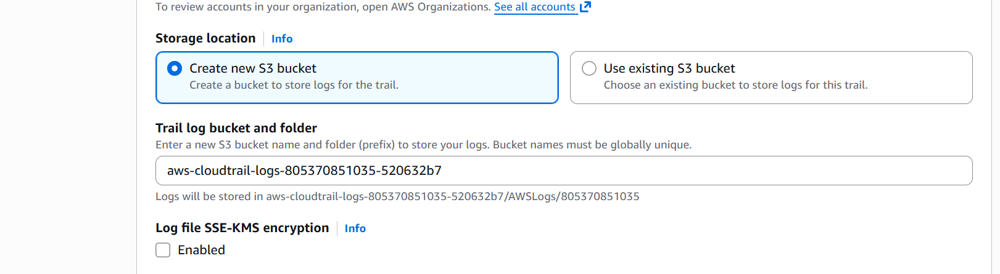 To review accounts in your organization, open AWS Organizations. See all accounts
Storage location Info
Create new S3 bucket
Create a bucket to store logs for the trail.
Use existing S3 bucket
Choose an existing bucket to store logs for this trail.
Trail log bucket and folder
Enter a new S3 bucket name and folder (prefix) to store your logs. Bucket names must be globally unique.
aws-cloudtrail-logs-805370851035-520632b7
Logs will be stored in aws-cloudtrail-logs-805370851035-520632b7/AWSLogs/805370851035
Log file SSE-KMS encryption Info
Enabled